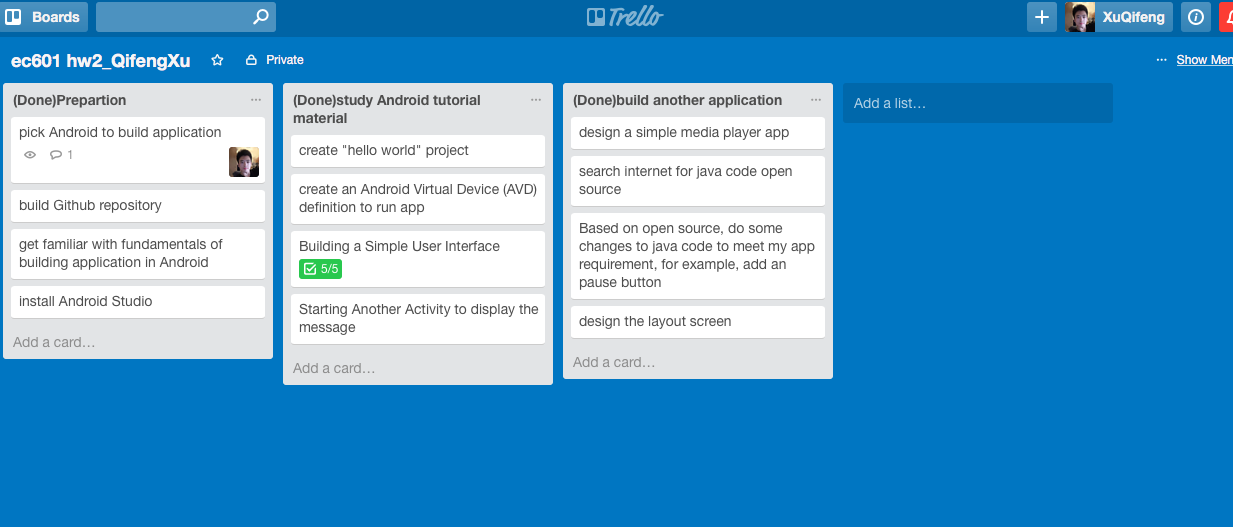 Boards
Trello
XuQifeng
ec601 hw2_QifengXu
Private
... Show Men
(Done)Prepartion
...
pick Android to build application
1
build Github repository
get familiar with fundamentals of
building application in Android
install Android Studio
Add a card...
(Done)study Android tutorial
material
...
create "hello world" project
create an Android Virtual Device (AVD)
definition to run app
Building a Simple User Interface
5/5
Starting Another Activity to display the
message
Add a card...
(Done)build another application
...
design a simple media player app
search internet for java code open
source
Based on open source, do some
changes to java code to meet my app
requirement, for example, add an
pause button
design the layout screen
Add a card...
Add a list...